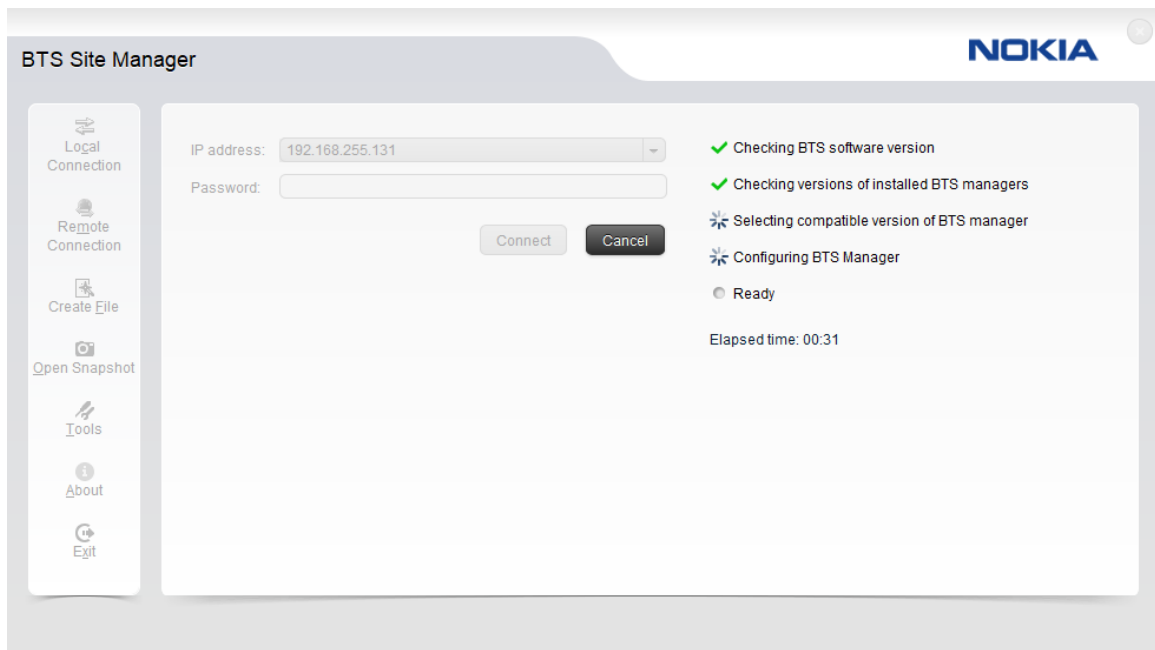 BTS Site Manager
NOKIA
Local
Connection
Remote
Connection
Create File
Open Snapshot
Tools
About
Exit
IP address: 192.168.255.131
Password:
Connect Cancel
Checking BTS software version
Checking versions of installed BTS managers
Selecting compatible version of BTS manager
Configuring BTS Manager
Ready
Elapsed time: 00:31